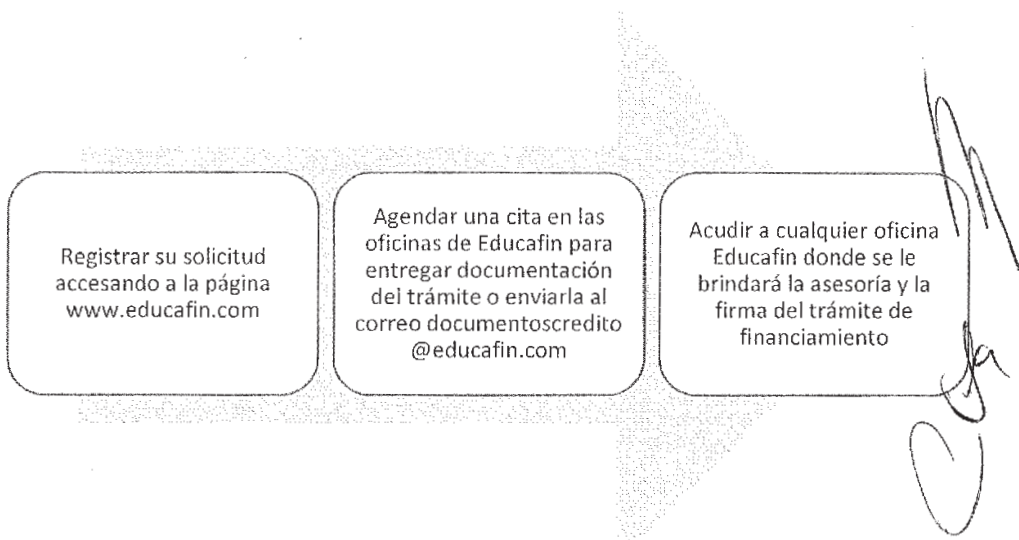 Registrar su solicitud
accesando a la página
www.educafin.com
Agendar una cita en las
oficinas de Educafin para
entregar documentación
del trámite o enviarla al
correo documentoscredito
@educafin.com
Acudir a cualquier oficina
Educafin donde se le
brindará la asesoría y la
firma del trámite de
financiamiento